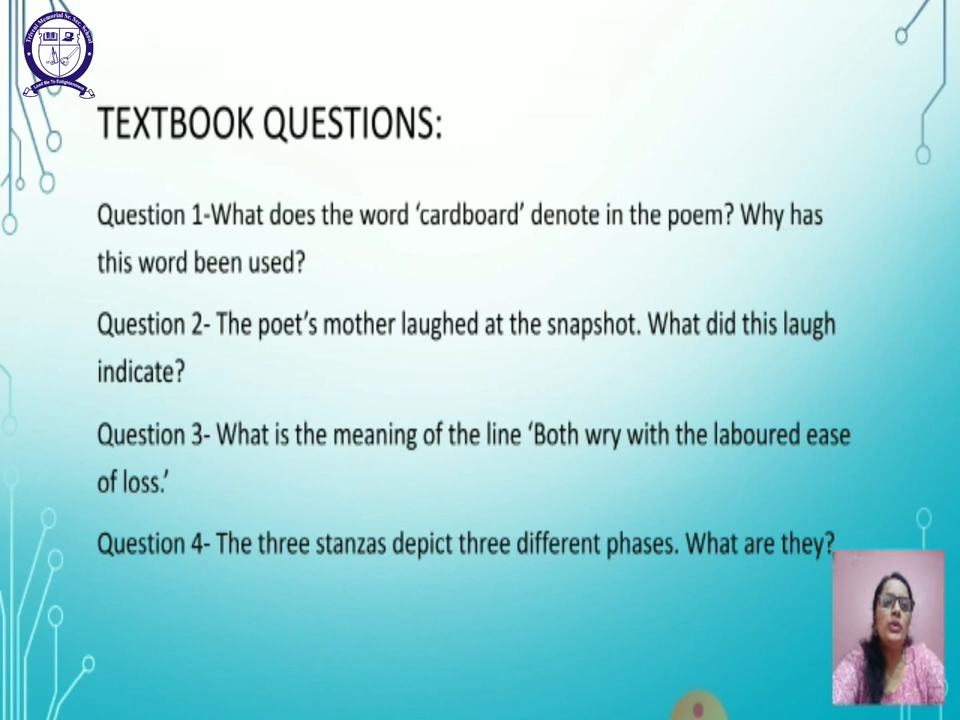 TEXTBOOK QUESTIONS:
Question 1-What does the word ‘cardboard’ denote in the poem? Why has
this word been used?
Question 2- The poet’s mother laughed at the snapshot. What did this laugh
indicate?
Question 3- What is the meaning of the line ‘Both wry with the laboured ease
of loss.’
Question 4- The three stanzas depict three different phases. What are they?